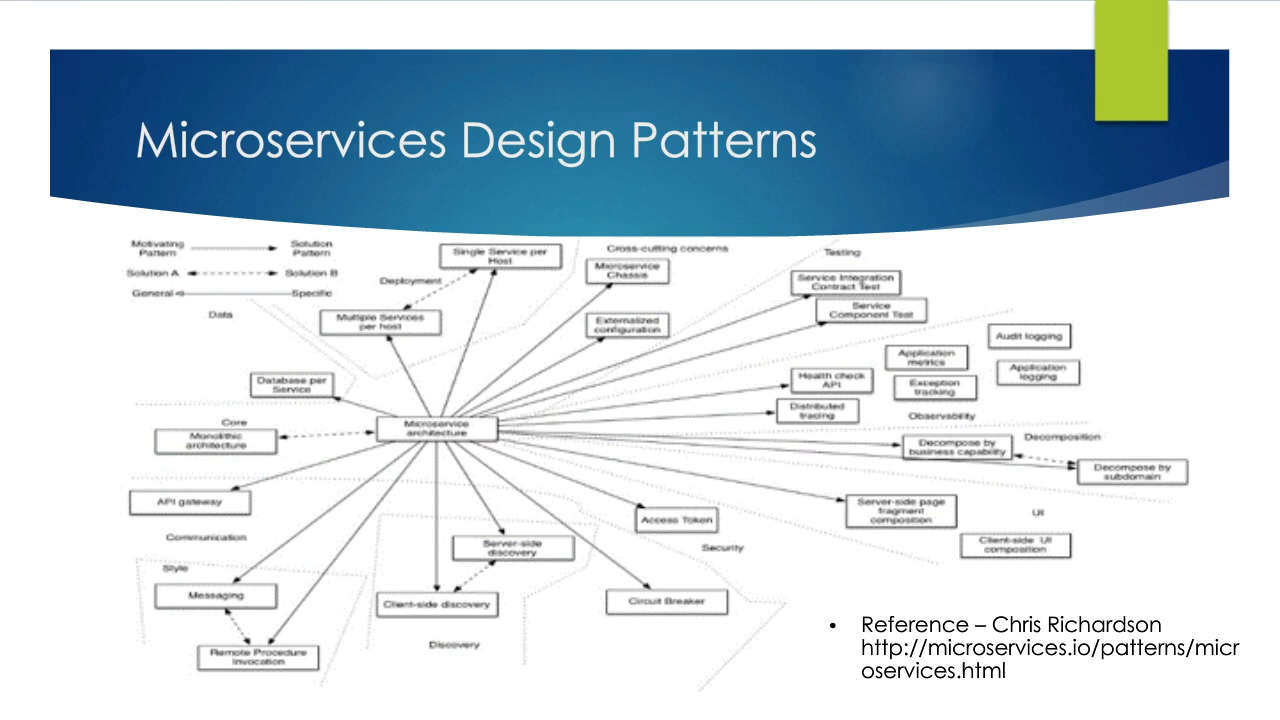 Microservices Design Patterns
Motivating
Pattern
Solution
Pattern
Solution A
Solution B
General
Specific
Data
Deployment
Single Service per
Host
Multiple Services
per host
Cross-cutting concerns
Microservice
Chassis
Externalized
configuration
Testing
Service Integration
Contract Test
Service
Component Test
Audit logging
Application
metrics
Application
logging
Health check
API
Exception
tracking
Distributed
tracing
Observability
Database per
Service
Core
Monolithic
architecture
Microservice
architecture
Decompose by
business capability
Decomposition
Decompose by
subdomain
API gateway
Communication
Access Token
Security
Server-side page
fragment
composition
UI
Client-side UI
composition
Style
Messaging
Remote Procedure
Invocation
Server-side
discovery
Client-side discovery
Discovery
Circuit Breaker
• Reference – Chris Richardson
http://microservices.io/patterns/micr
oservices.html